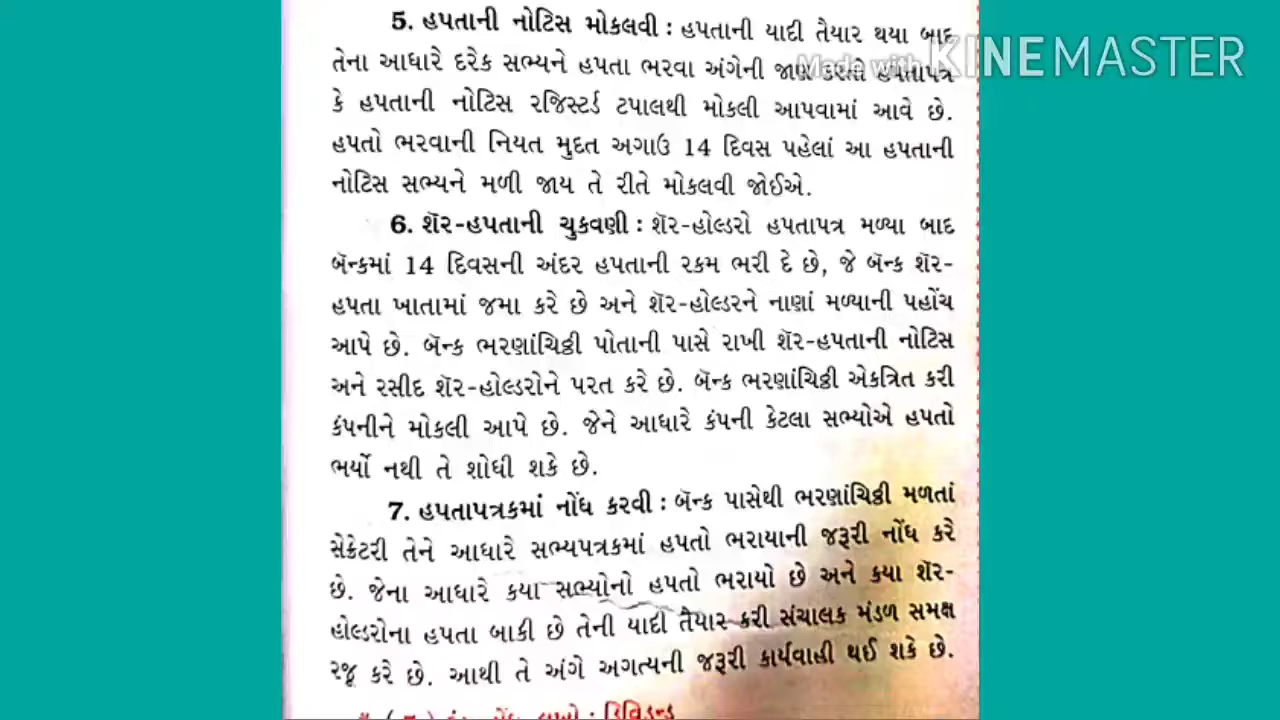 5. હપતાની નોટિસ મોકલવી : હપતાની યાદી તૈયાર થયા બાદ
તેના આધારે દરેક સભ્યને હપતા ભરવા અંગેની જાણ કરતો હપતાપત્ર
કે હપતાની નોટિસ રજિસ્ટર્ડ ટપાલથી મોકલી આપવામાં આવે છે.
હપતો ભરવાની નિયત મુદત અગાઉ 14 દિવસ પહેલાં આ હપતાની
નોટિસ સભ્યને મળી જાય તે રીતે મોકલવી જોઈએ.
6. શૅર-હપતાની ચુકવણી : શૅર-હોલ્ડરો હપતાપત્ર મળ્યા બાદ
બૅન્કમાં 14 દિવસની અંદર હપતાની રકમ ભરી દે છે, જે બૅન્ક શૅર-
હપતા ખાતામાં જમા કરે છે અને શૅર-હોલ્ડરને નાણાં મળ્યાની પહોંચ
આપે છે. બૅન્ક ભરણાંચિઠ્ઠી પોતાની પાસે રાખી શૅર-હપતાની નોટિસ
અને રસીદ શૅર-હોલ્ડરોને પરત કરે છે. બૅન્ક ભરણાંચિઠ્ઠી એકત્રિત કરી
કંપનીને મોકલી આપે છે. જેને આધારે કંપની કેટલા સભ્યોએ હપતો
ભર્યો નથી તે શોધી શકે છે.
7. હપતાપત્રકમાં નોંધ કરવી : બૅન્ક પાસેથી ભરણાંચિઠ્ઠી મળતાં
સેક્રેટરી તેને આધારે સભ્યપત્રકમાં હપતો ભરાયાની જરૂરી નોંધ કરે
છે. જેના આધારે કયા સભ્યોનો હપતો ભરાયો છે અને કયા શૅર-
હોલ્ડરોના હપતા બાકી છે તેની યાદી તૈયાર કરી સંચાલક મંડળ સમક્ષ
રજૂ કરે છે. આથી તે અંગે અગત્યની જરૂરી કાર્યવાહી થઈ શકે છે.
Made with KINEMASTER